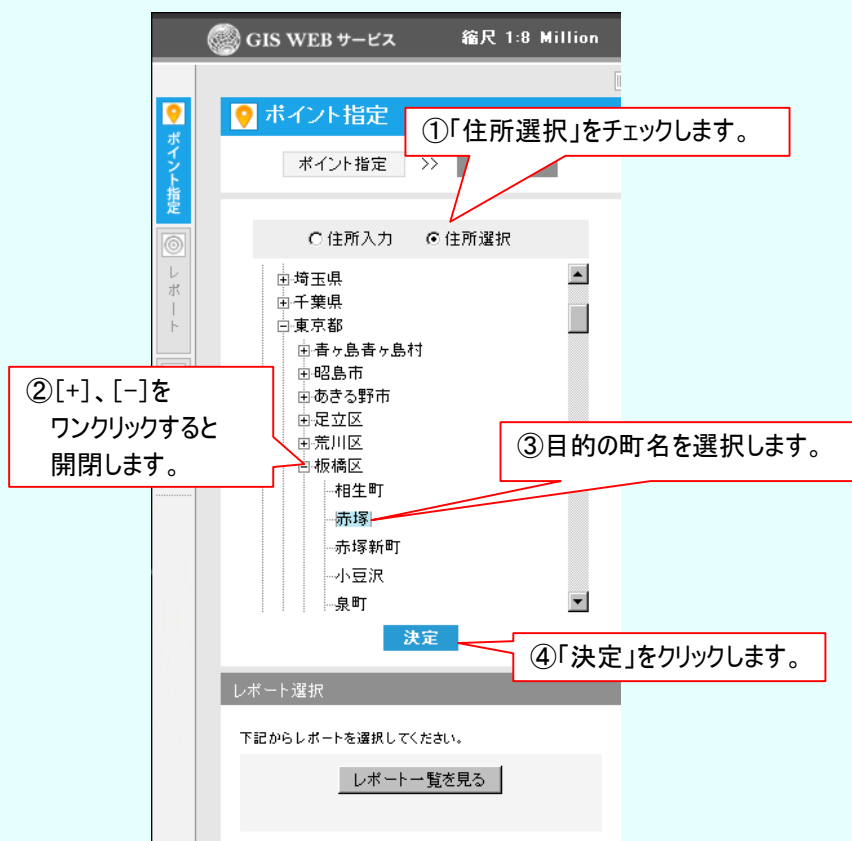 GIS WEB サービス
縮尺 1:8 Million
ポイント指定
レポート
ポイント指定
①「住所選択」をチェックします。
ポイント指定 >>
住所入力 住所選択
埼玉県
千葉県
東京都
青ヶ島青ヶ島村
昭島市
あきる野市
足立区
荒川区
板橋区
相生町
赤塚
赤塚新町
小豆沢
泉町
②[+]、[-]を
ワンクリックすると
開閉します。
③目的の町名を選択します。
決定
④「決定」をクリックします。
レポート選択
下記からレポートを選択してください。
レポート一覧を見る